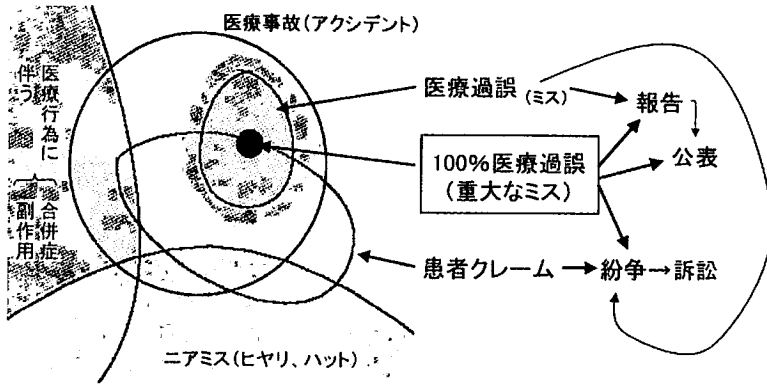 医療事故(アクシデント)
医療行為に
伴う
合併症
副作用
医療過誤(ミス)
報告
公表
100%医療過誤
(重大なミス)
患者クレーム
紛争→訴訟
ニアミス(ヒヤリ、ハット)